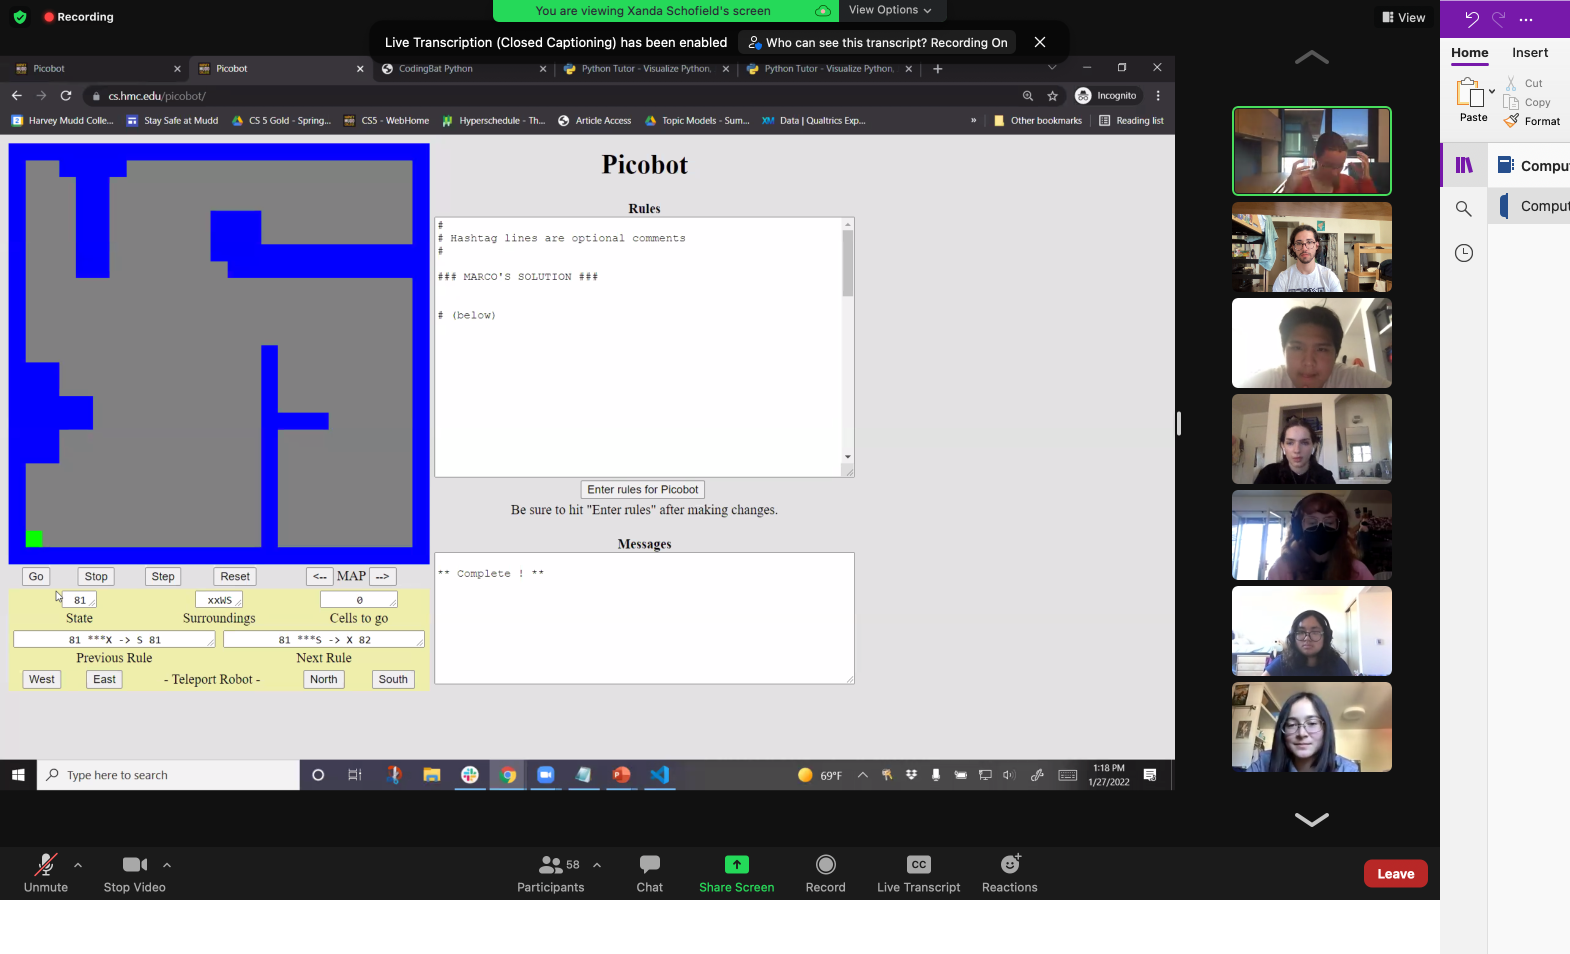 Recording
You are viewing Xanda Schofield's screen
View Options
View
Live Transcription (Closed Captioning) has been enabled
Who can see this transcript? Recording On
Home Insert
Picobot
Picobot
CodingBat Python
Python Tutor - Visualize Python,
Python Tutor - Visualize Python,
cs.hmc.edu/picobot/
Incognito
Harvey Mudd Colle...
Stay Safe at Mudd
CS 5 Gold - Spring...
CS5 - WebHome
Hyperschedule - Th...
Article Access
Topic Models - Sum...
Data | Qualtrics Exp...
»
Other bookmarks
Reading list
Paste
Cut
Copy
Format
Compu
Comput
Picobot
Rules
#
# Hashtag lines are optional comments
#
### MARCO'S SOLUTION ###
# (below)
Enter rules for Picobot
Be sure to hit "Enter rules" after making changes.
Messages
** Complete ! **
Go Stop Step Reset <-- MAP -->
81 xxWS 0
State Surroundings Cells to go
81 ***X -> S 81 81 ***S -> X 82
Previous Rule Next Rule
West East - Teleport Robot - North South
Type here to search
69°F
1:18 PM
1/27/2022
Unmute
Stop Video
58
Participants
Chat
Share Screen
Record
CC
Live Transcript
Reactions
Leave